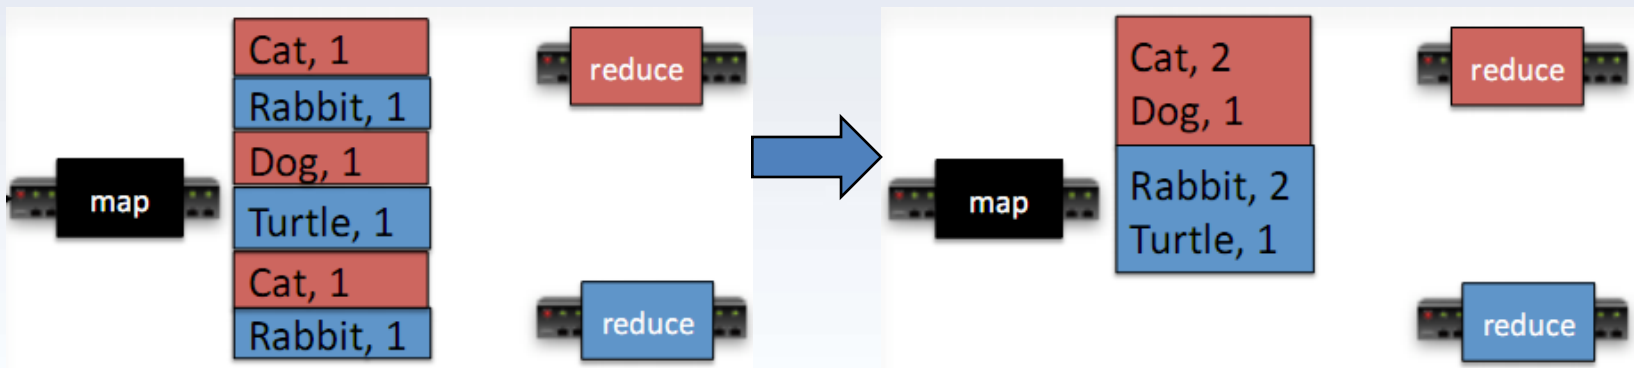 map
Cat, 1
Rabbit, 1
Dog, 1
Turtle, 1
Cat, 1
Rabbit, 1
reduce
reduce
map
Cat, 2
Dog, 1
Rabbit, 2
Turtle, 1
reduce
reduce